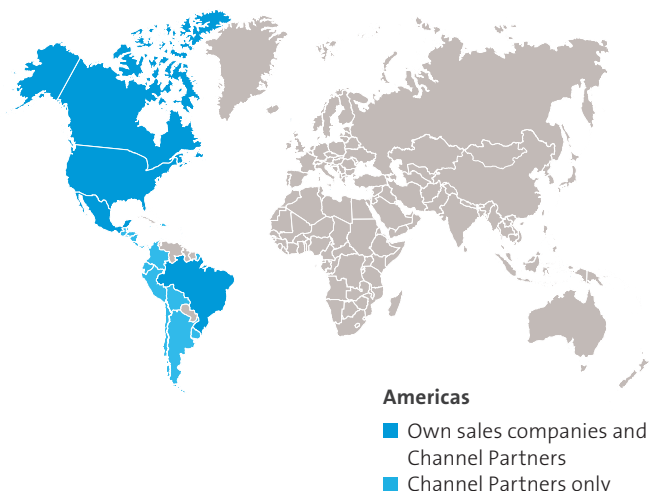 Americas
Own sales companies and
Channel Partners
Channel Partners only